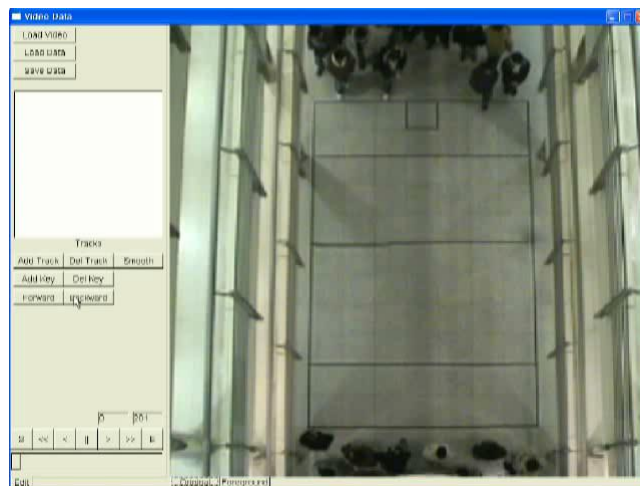 Video Data
Load Video
Load Data
Save Data
Tracks
Add Track Del Track Smooth
Add Key Del Key
Forward Backward
0 201
<< < || > >>
Edit Original Foreground